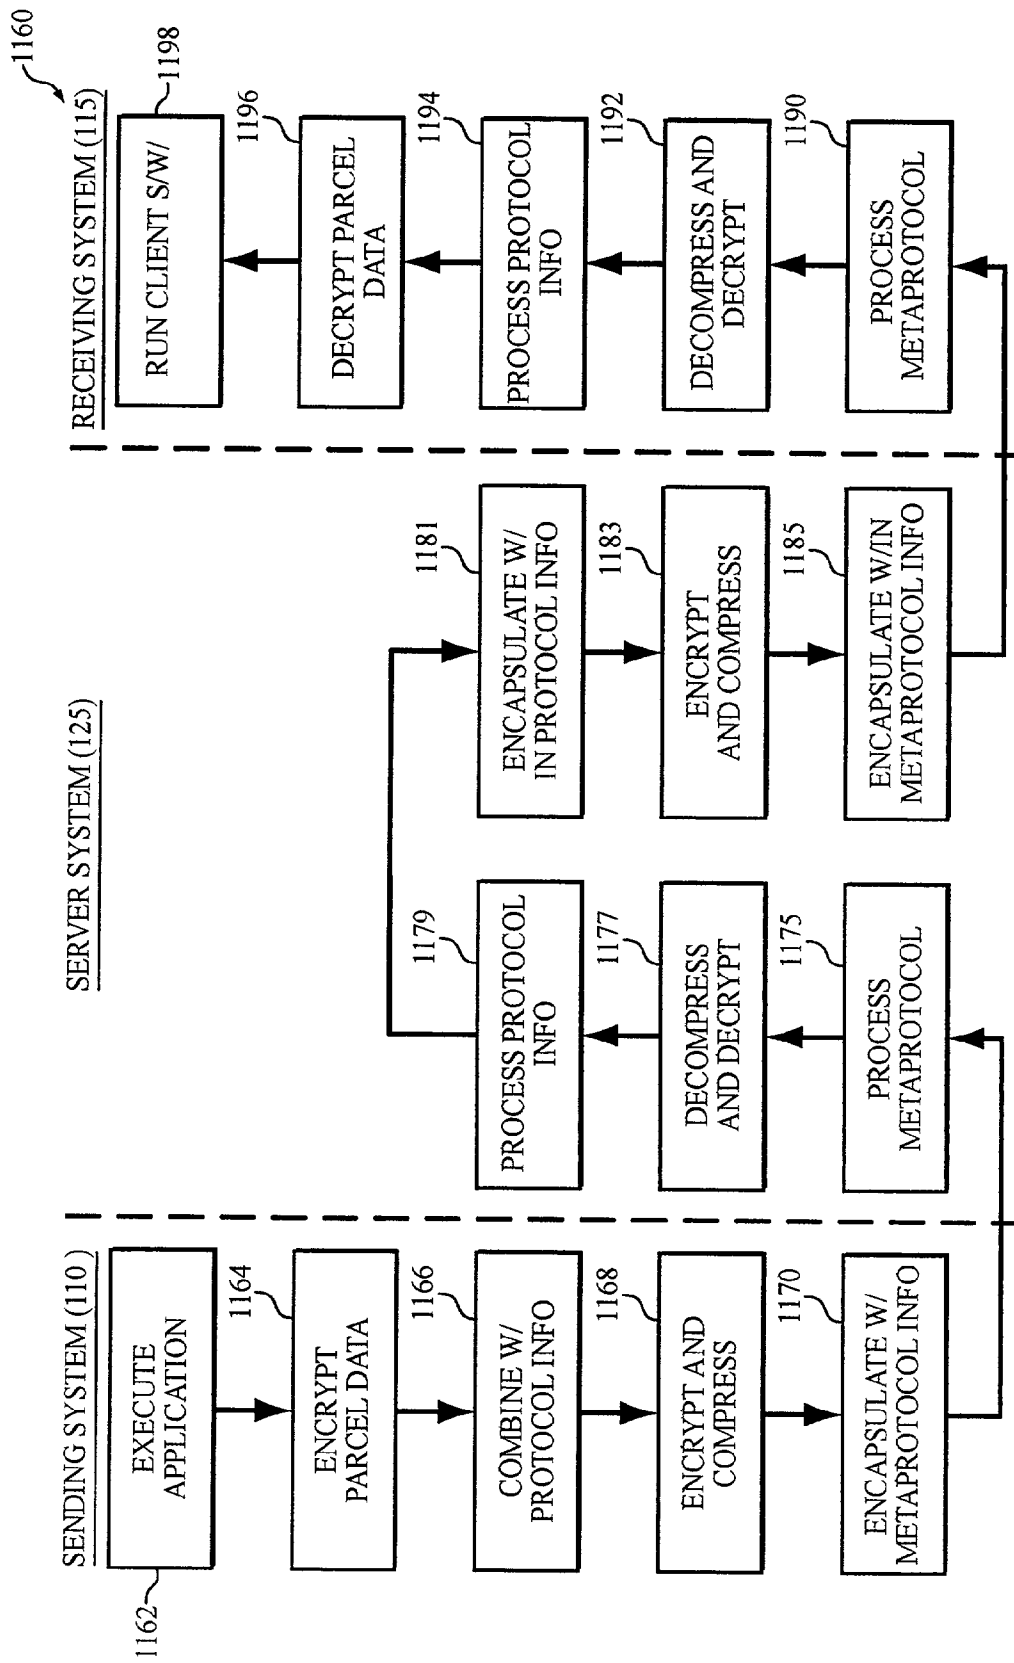 1160
SENDING SYSTEM (110)
SERVER SYSTEM (125)
RECEIVING SYSTEM (115)
1162
EXECUTE
APPLICATION
1164
ENCRYPT
PARCEL DATA
1166
COMBINE W/
PROTOCOL INFO
1168
ENCRYPT AND
COMPRESS
1170
ENCAPSULATE W/
METAPROTOCOL INFO
1175
PROCESS
METAPROTOCOL
1177
DECOMPRESS
AND DECRYPT
1179
PROCESS PROTOCOL
INFO
1181
ENCAPSULATE W/
IN PROTOCOL INFO
1183
ENCRYPT
AND COMPRESS
1185
ENCAPSULATE W/IN
METAPROTOCOL INFO
1190
PROCESS
METAPROTOCOL
1192
DECOMPRESS AND
DECRYPT
1194
PROCESS PROTOCOL
INFO
1196
DECRYPT PARCEL
DATA
1198
RUN CLIENT S/W/